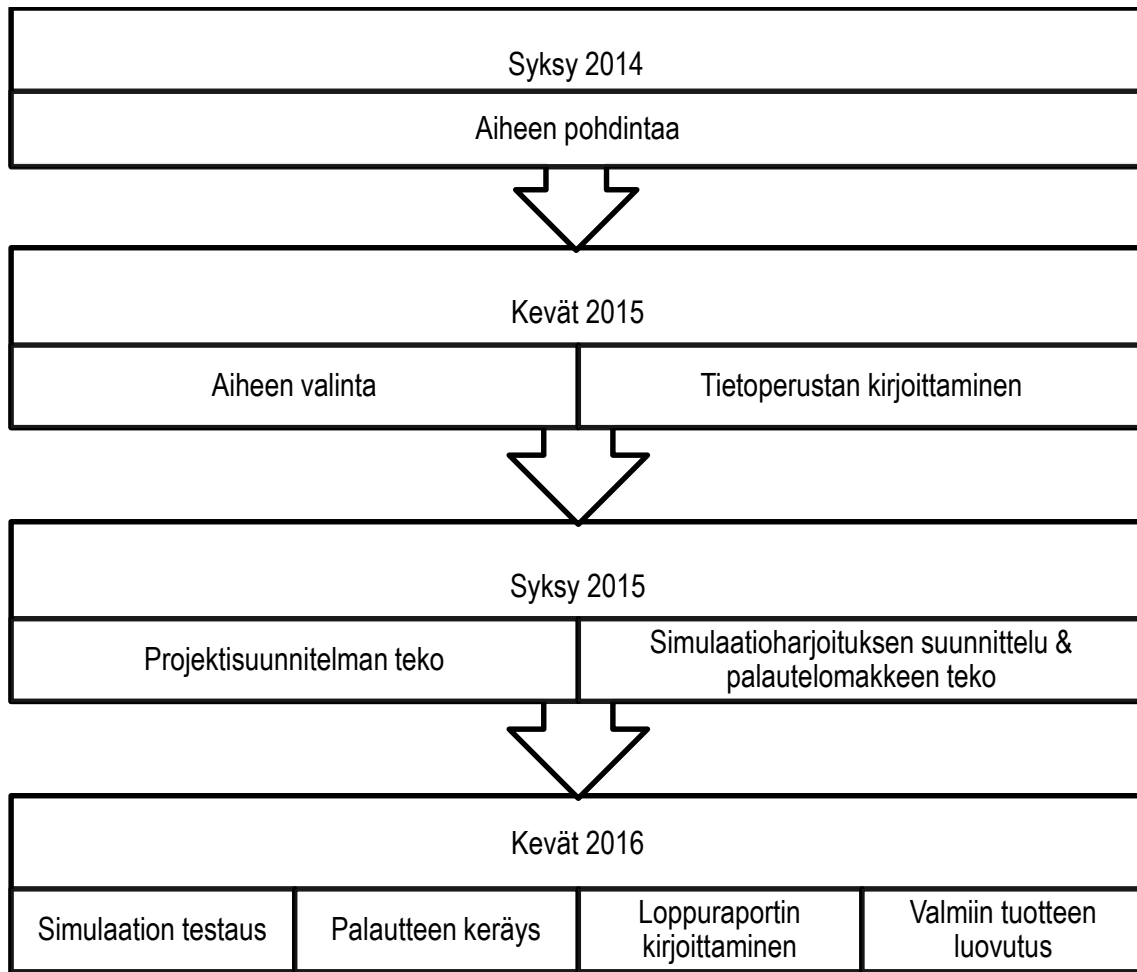 Syksy 2014
Aiheen pohdintaa
Kevät 2015
Aiheen valinta
Tietoperustan kirjoittaminen
Syksy 2015
Projektisuunnitelman teko
Simulaatioharjoituksen suunnittelu &
palautelomakkeen teko
Kevät 2016
Simulaation testaus
Palautteen keräys
Loppuraportin
kirjoittaminen
Valmiin tuotteen
luovutus